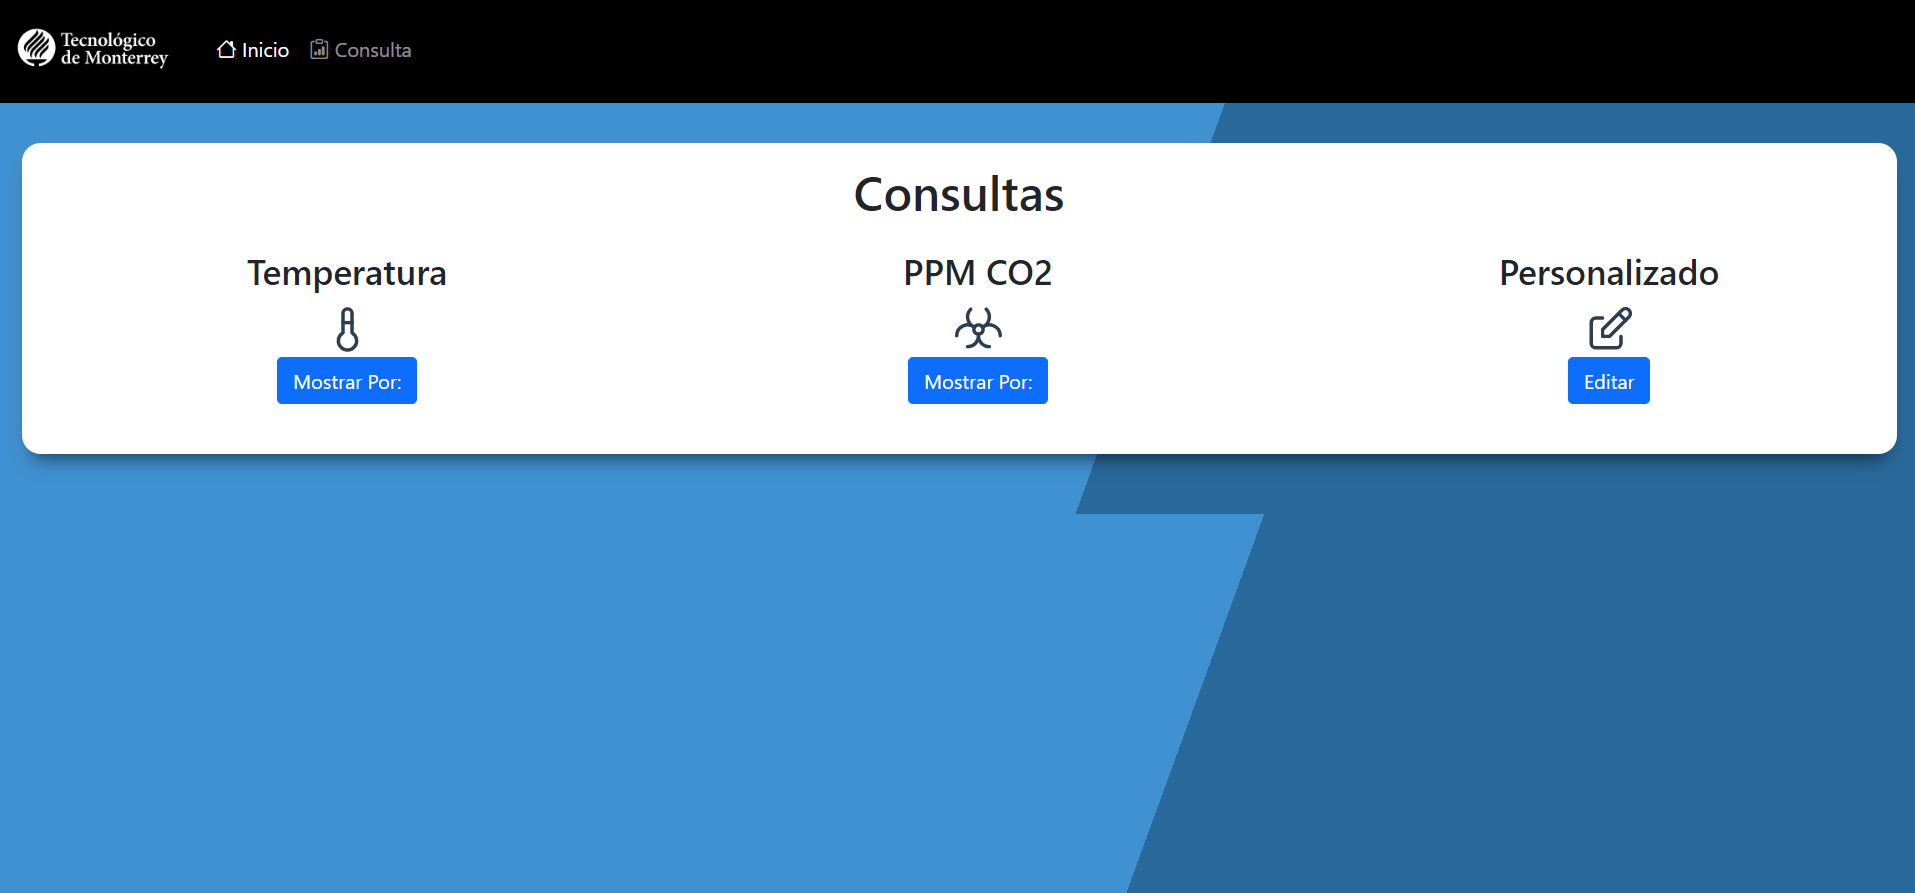 Tecnológico
de Monterrey
Inicio
Consulta
Consultas
Temperatura
PPM CO2
Personalizado
Mostrar Por:
Mostrar Por:
Editar